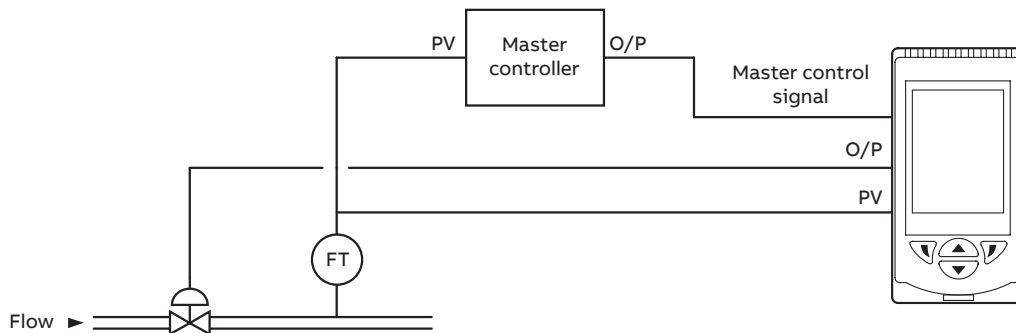 PV
Master
controller
O/P
Master control
signal
O/P
PV
FT
Flow